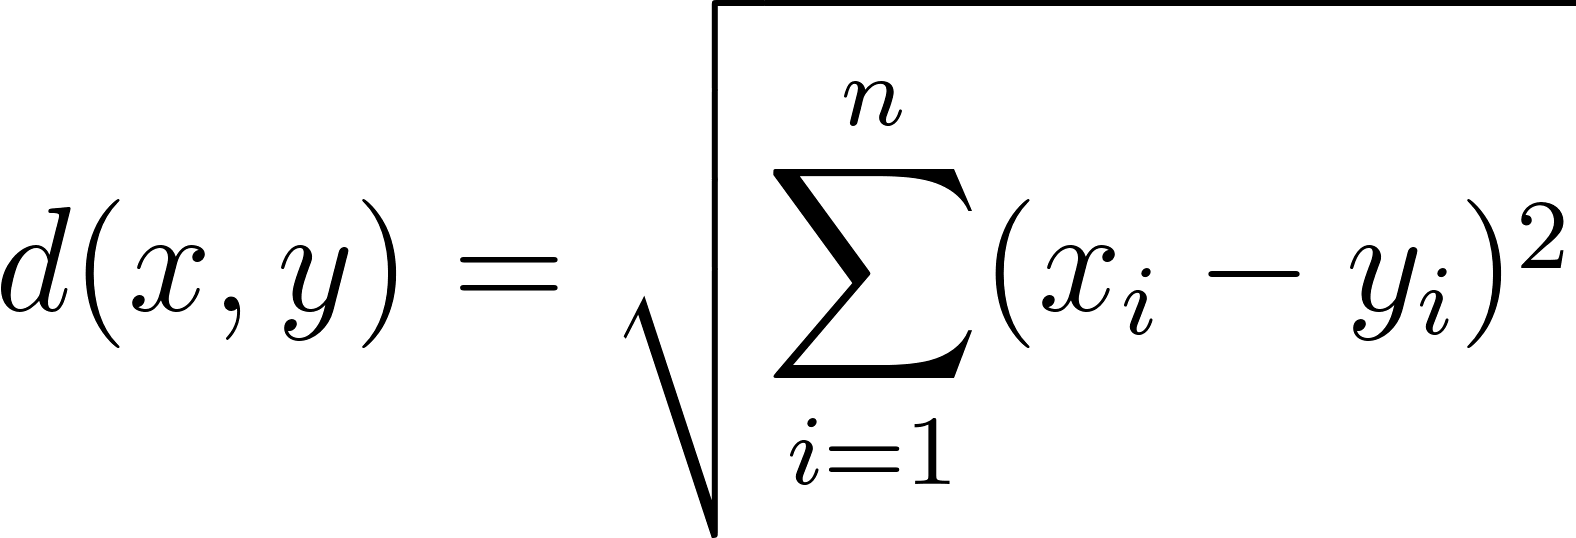 d(x, y) = √(∑_{i=1}^{n} (x_i − y_i)^2)